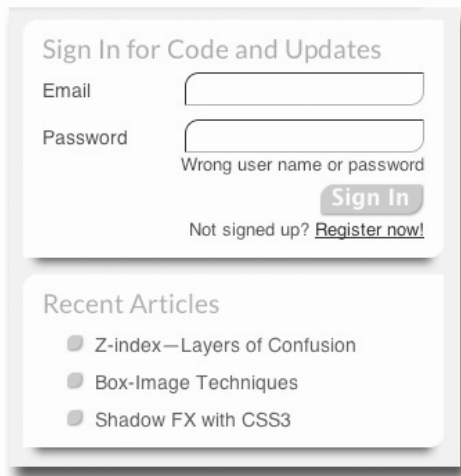 Sign In for Code and Updates
Email
Password
Wrong user name or password
Sign In
Not signed up? Register now!
Recent Articles
Z-index—Layers of Confusion
Box-Image Techniques
Shadow FX with CSS3